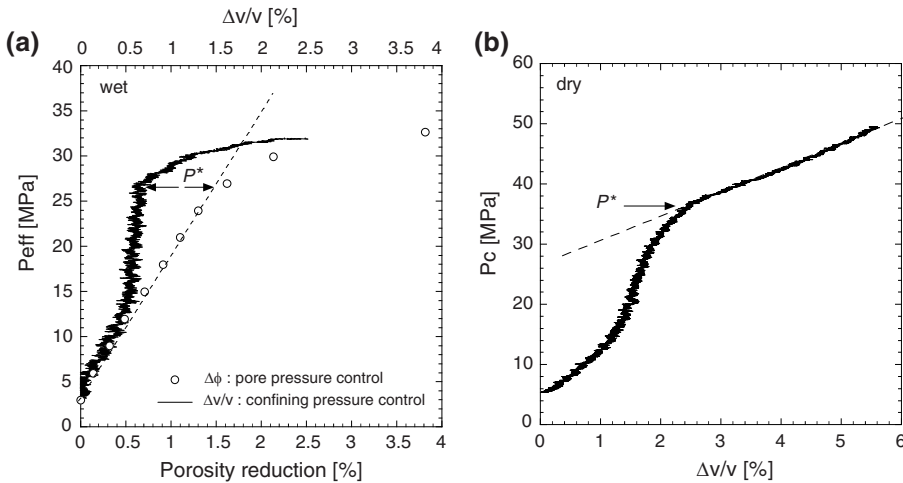 (a)
Δv/v [%]
0 0.5 1 1.5 2 2.5 3 3.5 4
wet
40
35
30
25
20
15
10
5
0
Peff [MPa]
P*
Δϕ : pore pressure control
Δv/v : confining pressure control
0 0.5 1 1.5 2 2.5 3 3.5 4
Porosity reduction [%]
(b)
dry
60
50
40
30
20
10
0
Pc [MPa]
P*
0 1 2 3 4 5 6
Δv/v [%]